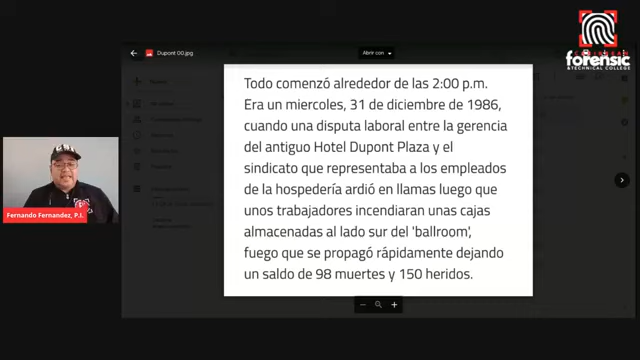 Dupont 00.jpg
Abrir con
forensic
& TECHNICAL COLLEGE
Todo comenzó alrededor de las 2:00 p.m.
Era un miercoles, 31 de diciembre de 1986,
cuando una disputa laboral entre la gerencia
del antiguo Hotel Dupont Plaza y el
sindicato que representaba a los empleados
de la hospedería ardió en llamas luego que
unos trabajadores incendiaran unas cajas
almacenadas al lado sur del 'ballroom',
fuego que se propagó rápidamente dejando
un saldo de 98 muertes y 150 heridos.
Fernando Fernandez, P.I.